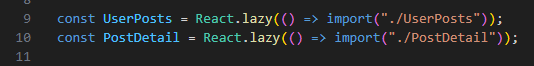 9 const UserPosts = React.lazy(() => import("./UserPosts"));
10 const PostDetail = React.lazy(() => import("./PostDetail"));
11